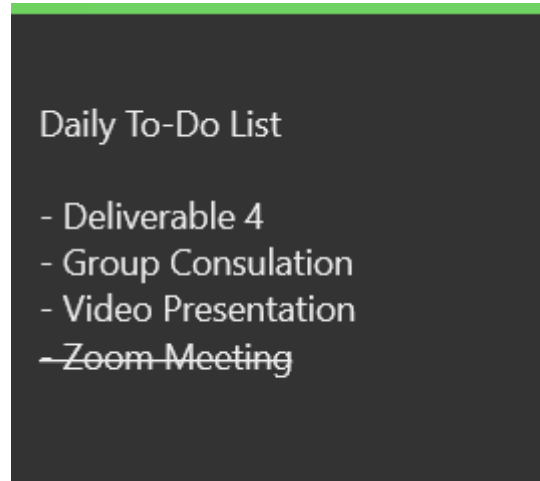 Daily To-Do List
- Deliverable 4
- Group Consulation
- Video Presentation
- Zoom Meeting